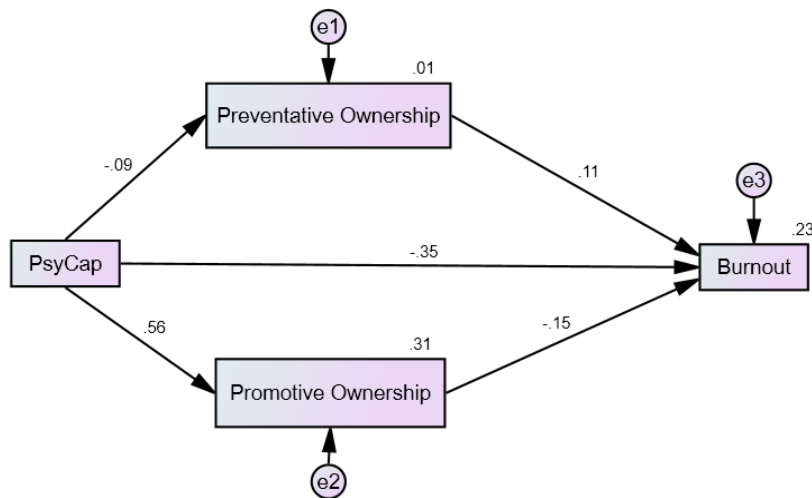 e1
.01
Preventative Ownership
-.09
.11
e3
.23
PsyCap
-.35
Burnout
.56
.31
-.15
Promotive Ownership
e2